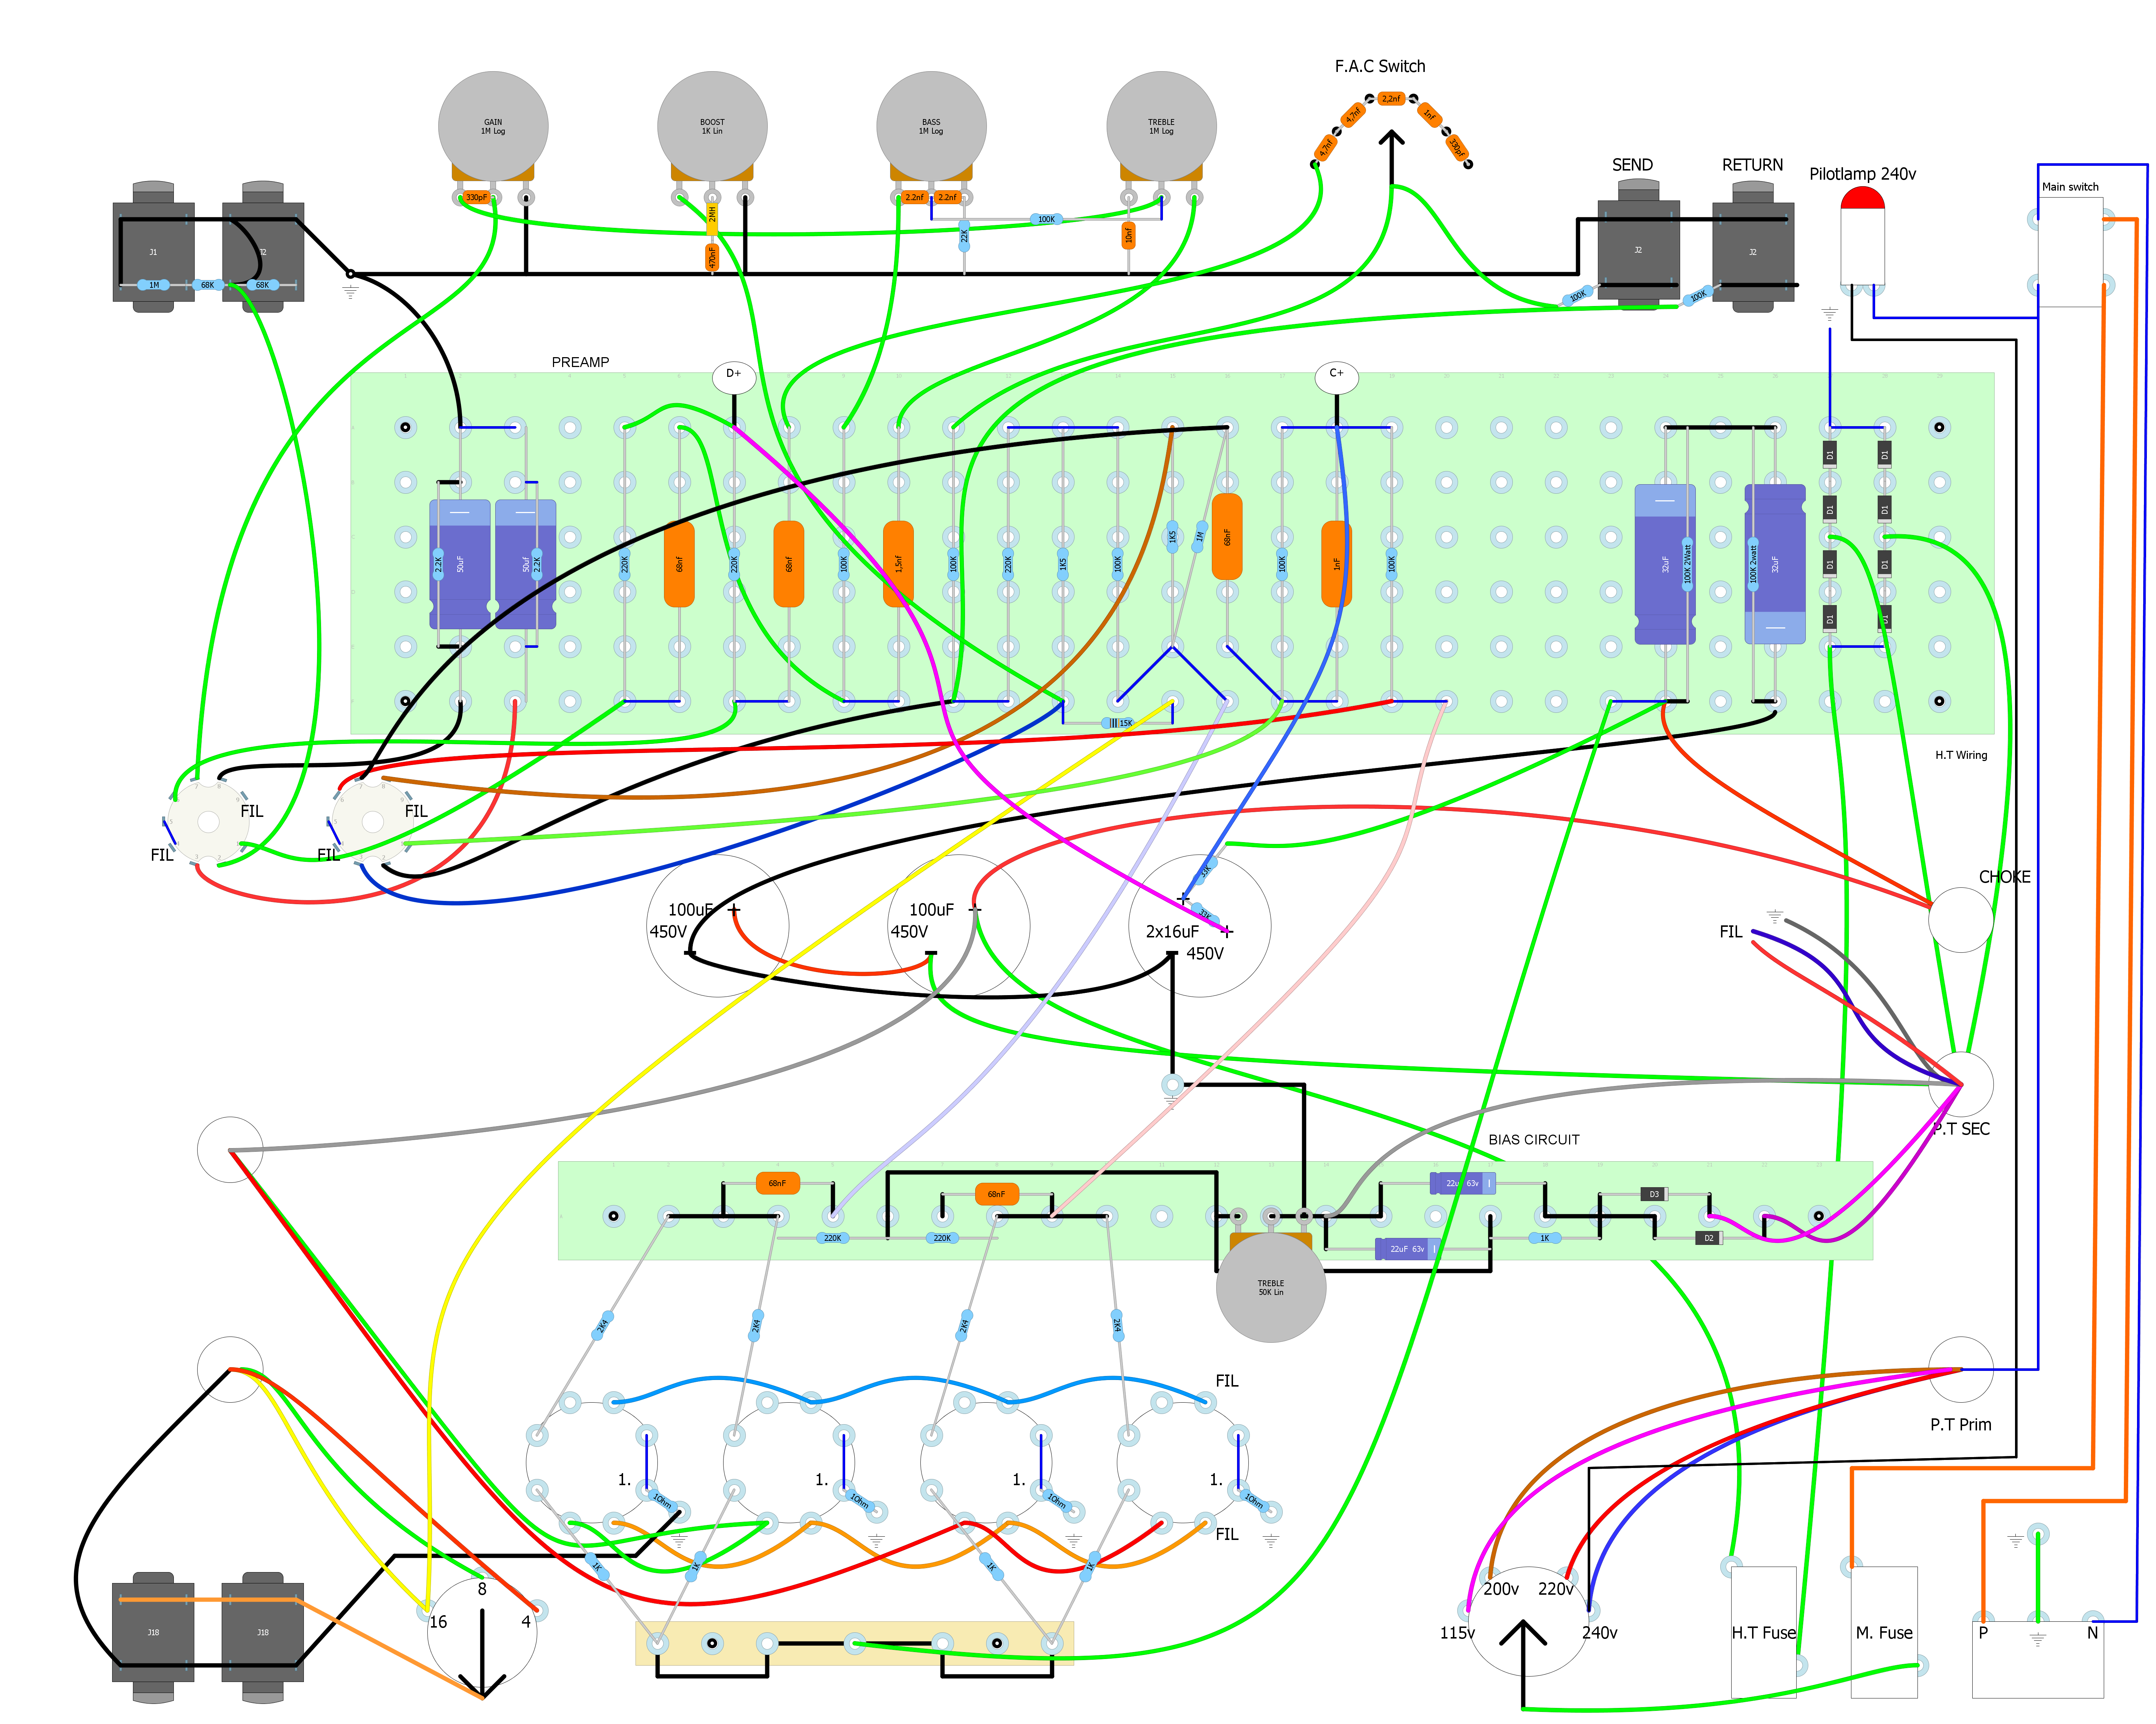 F.A.C Switch
GAIN
1M Log
BOOST
1K Lin
BASS
1M Log
TREBLE
1M Log
4,7nf
4,7nf
2,2nf
1nf
330pF
SEND
RETURN
Pilotlamp 240v
Main switch
330pF
2MH
470nF
2.2nf
2.2nf
22K
100K
10nf
J1
J2
1M
68K
68K
J2
J2
100K
100K
PREAMP
D+
C+
2.2K
50uF
50uF
2.2K
220K
68nf
220K
68nf
100K
1,5nf
100K
220K
1K5
100K
1K5
1M
68nF
100K
1nF
100K
32uF
100K 2Watt
100K 2watt
32uF
D1
D1
D1
D1
D1
D1
D1
D1
15K
H.T Wiring
FIL
FIL
FIL
FIL
33K
33K
100uF
450V
100uF
450V
2x16uF
450V
CHOKE
FIL
P.T SEC
BIAS CIRCUIT
68nF
68nF
220K
220K
22uF 63v
22uF 63v
1K
D3
D2
TREBLE
50K Lin
2K4
2K4
2K4
2K4
FIL
P.T Prim
1.
1.
1.
1.
1Ohm
1Ohm
1Ohm
1Ohm
FIL
1K
1K
1K
1K
J18
J18
8
16
4
200v
220v
115v
240v
H.T Fuse
M. Fuse
P
N